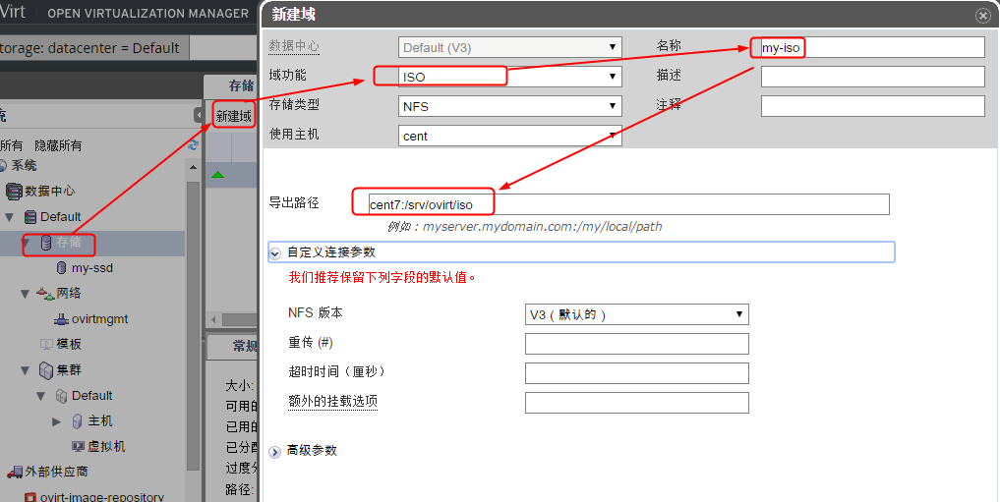 Virt OPEN VIRTUALIZATION MANAGER
torage: datacenter = Default
存储
新建域
所有 隐藏所有
系统
数据中心
Default
存储
my-ssd
网络
ovirtmgmt
模板
集群
Default
主机
虚拟机
外部供应商
ovirt-image-repository
常规
大小:
可用的
已用的
已分配
过度分
路径:
新建域
数据中心 Default (V3) 名称 my-iso
域功能 ISO 描述
存储类型 NFS 注释
使用主机 cent
导出路径 cent7:/srv/ovirt/iso
例如：myserver.mydomain.com:/my/local/path
自定义连接参数
我们推荐保留下列字段的默认值。
NFS 版本 V3（默认的）
重传 (#)
超时时间（厘秒）
额外的挂载选项
高级参数